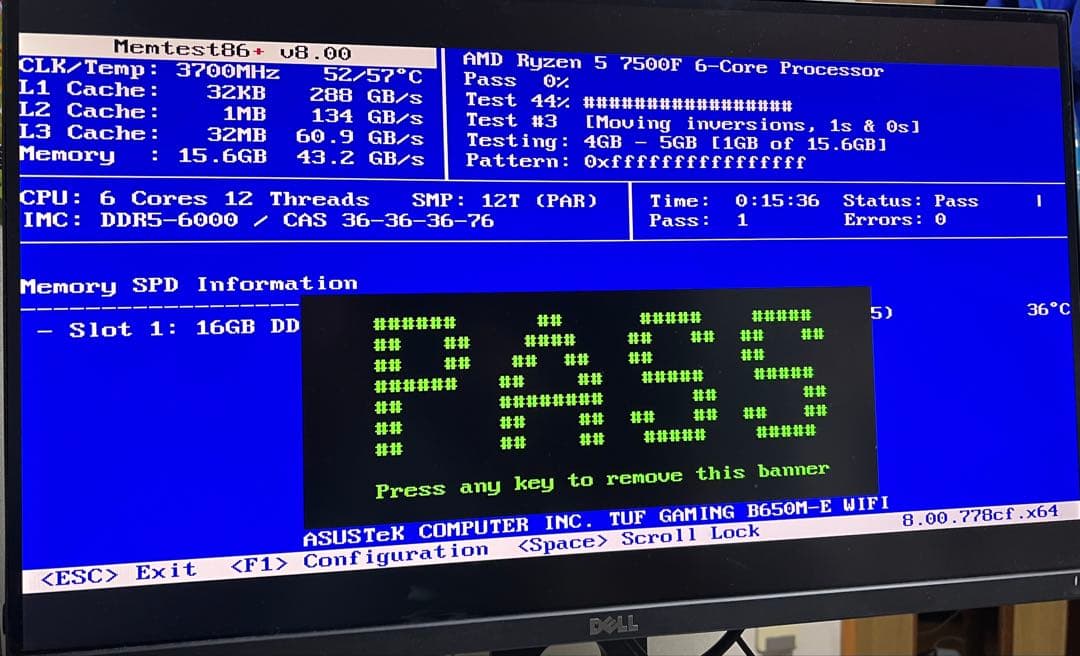 Memtest86+ v8.00
CLK/Temp: 3700MHz 52/57°C
L1 Cache: 32KB 288 GB/s
L2 Cache: 1MB 134 GB/s
L3 Cache: 32MB 60.9 GB/s
Memory : 15.6GB 43.2 GB/s
AMD Ryzen 5 7500F 6-Core Processor
Pass 0%
Test 44% #################
Test #3 [Moving inversions, 1s & 0s]
Testing: 4GB - 5GB [1GB of 15.6GB]
Pattern: 0xffffffffffffffff
CPU: 6 Cores 12 Threads SMP: 12T (PAR)
IMC: DDR5-6000 / CAS 36-36-36-76
Time: 0:15:36 Status: Pass |
Pass: 1 Errors: 0
Memory SPD Information
- Slot 1: 16GB DD 5) 36°C
PASS
Press any key to remove this banner
ASUSTeK COMPUTER INC. TUF GAMING B650M-E WIFI
<ESC> Exit <F1> Configuration <Space> Scroll Lock 8.00.778cf.x64
DELL